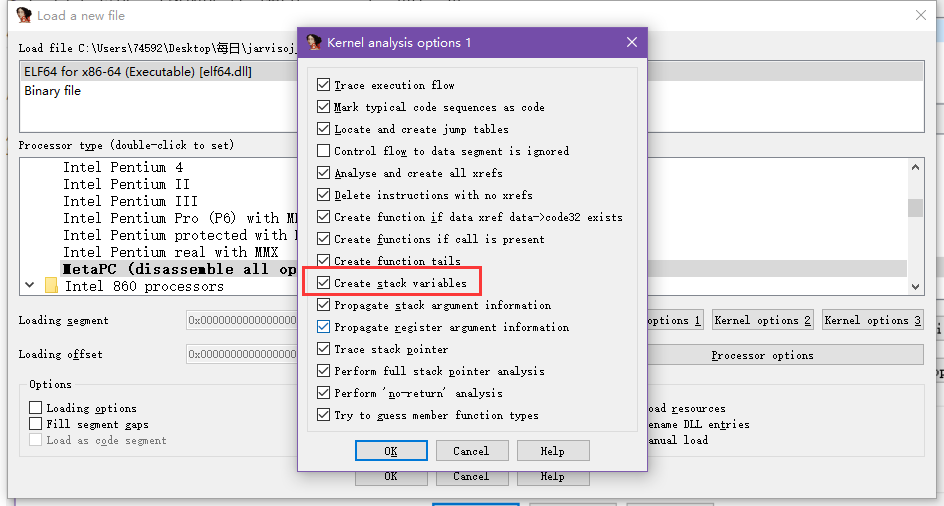 Load a new file
Load file C:\Users\74592\Desktop\每日\jarvisoj
ELF64 for x86-64 (Executable) [elf64.dll]
Binary file
Processor type (double-click to set)
Intel Pentium 4
Intel Pentium II
Intel Pentium III
Intel Pentium Pro (P6) with
Intel Pentium protected with
Intel Pentium real with MMX
MetaPC (disassemble all op
Intel 860 processors
Loading segment
0x0000000000000000
Loading offset
0x0000000000000000
options 1
Kernel options 2
Kernel options 3
Processor options
Options
Loading options
Fill segment gaps
Load as code segment
oad resources
ename DLL entries
anual load
OK
Cancel
Help
Kernel analysis options 1
Trace execution flow
Mark typical code sequences as code
Locate and create jump tables
Control flow to data segment is ignored
Analyse and create all xrefs
Delete instructions with no xrefs
Create function if data xref data->code32 exists
Create functions if call is present
Create function tails
Create stack variables
Propagate stack argument information
Propagate register argument information
Trace stack pointer
Perform full stack pointer analysis
Perform 'no-return' analysis
Try to guess member function types
OK
Cancel
Help